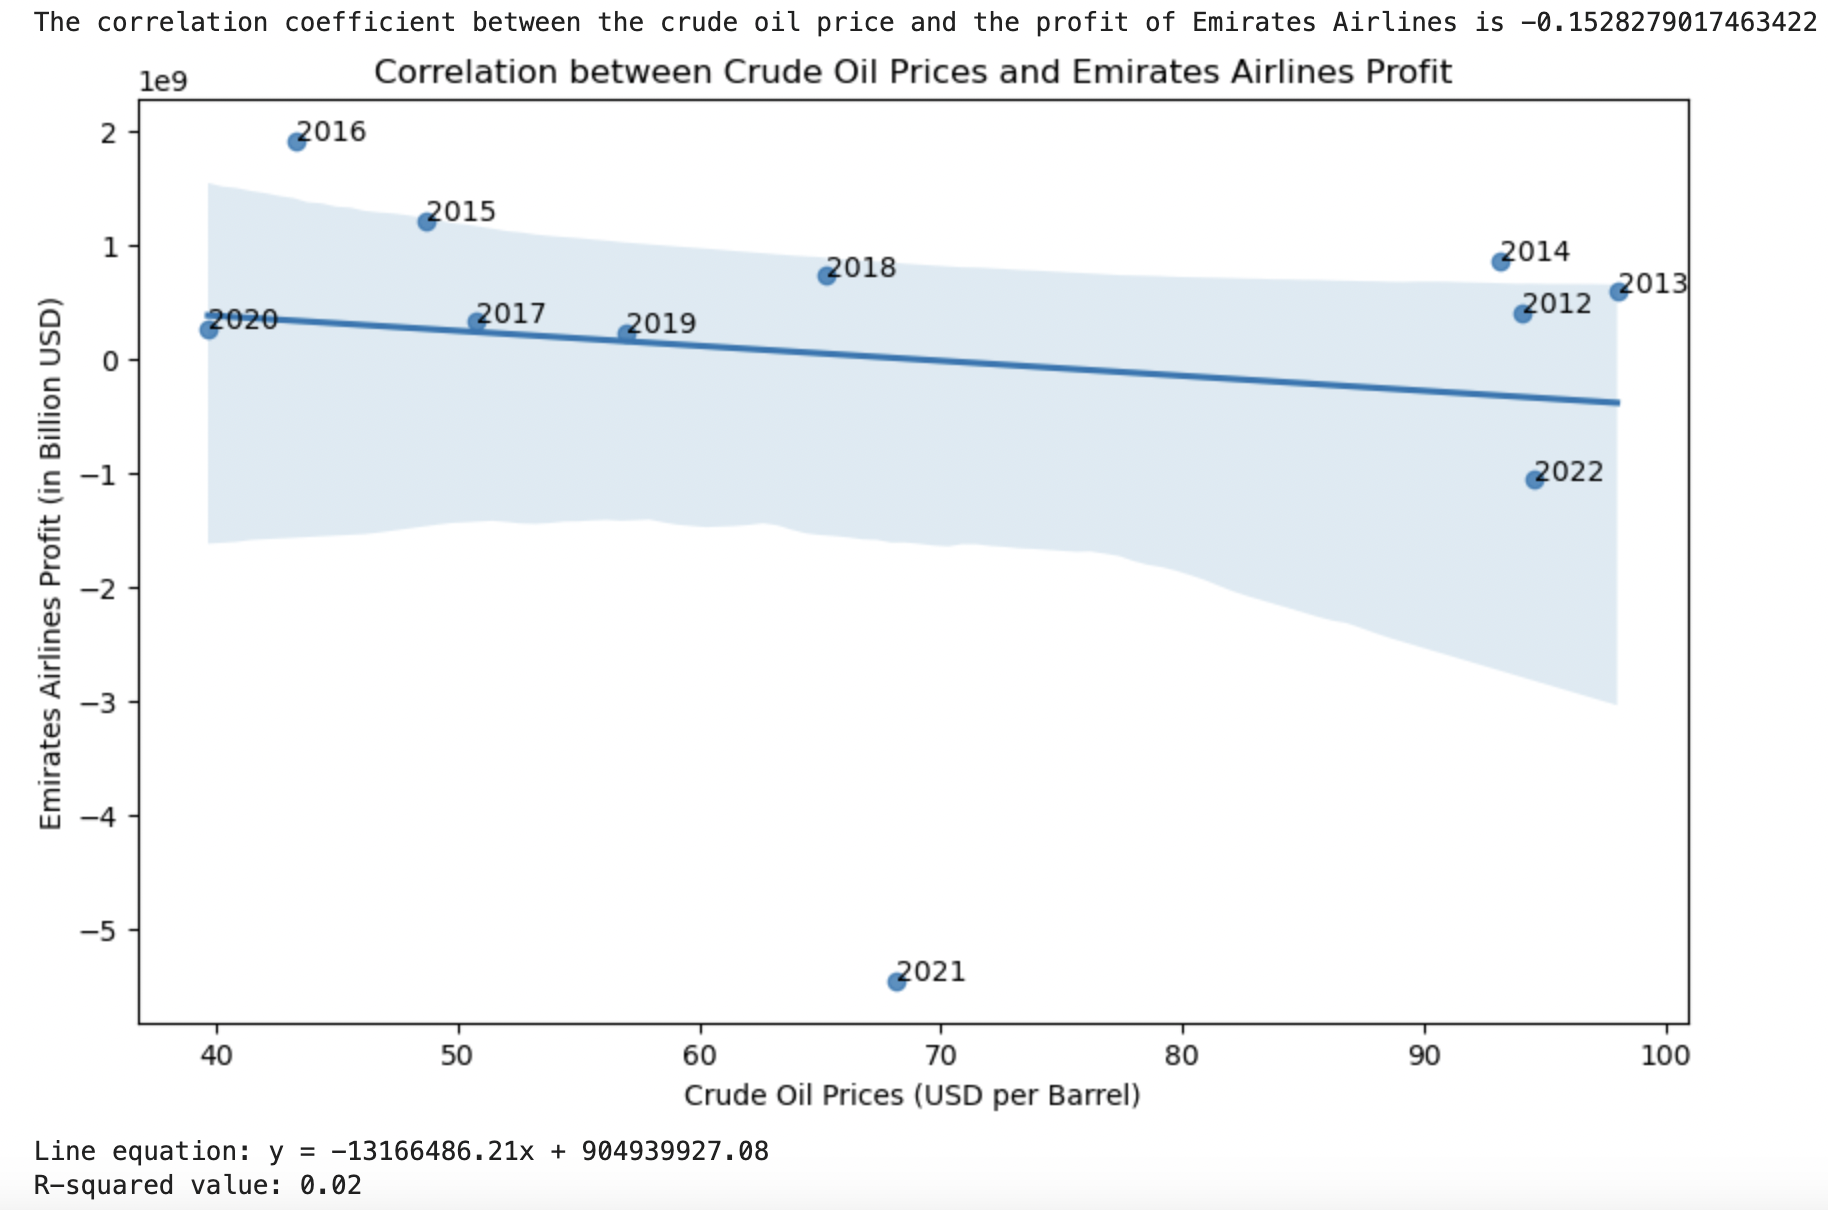 The correlation coefficient between the crude oil price and the profit of Emirates Airlines is -0.1528279017463422
Correlation between Crude Oil Prices and Emirates Airlines Profit
1e9
2
1
0
−1
−2
−3
−4
−5
Emirates Airlines Profit (in Billion USD)
2016
2015
2018
2014
2013
2012
2017
2020
2019
2022
2021
40 50 60 70 80 90 100
Crude Oil Prices (USD per Barrel)
Line equation: y = -13166486.21x + 904939927.08
R-squared value: 0.02